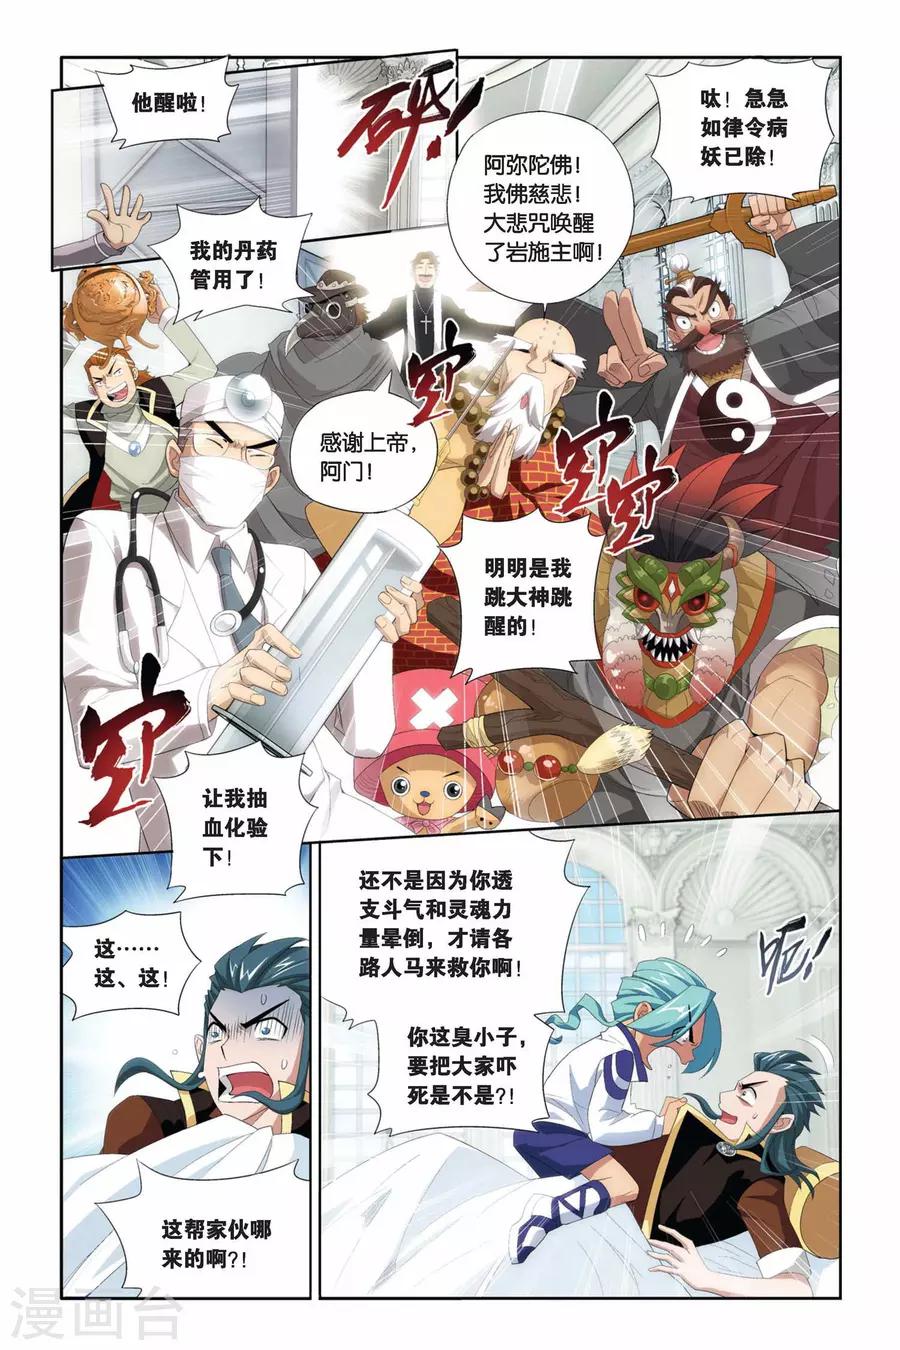 他醒啦！
砰！
呔！急急
如律令病
妖已除！
阿弥陀佛！
我佛慈悲！
大悲咒唤醒
了岩施主啊！
我的丹药
管用了！
感谢上帝，
阿门！
明明是我
跳大神跳
醒的！
让我抽
血化验
下！
这……
这、这！
这帮家伙哪
来的啊？！
还不是因为你透
支斗气和灵魂力
量晕倒，才请各
路人马来救你啊！
你这臭小子，
要把大家吓
死是不是？！
呃！
漫画台